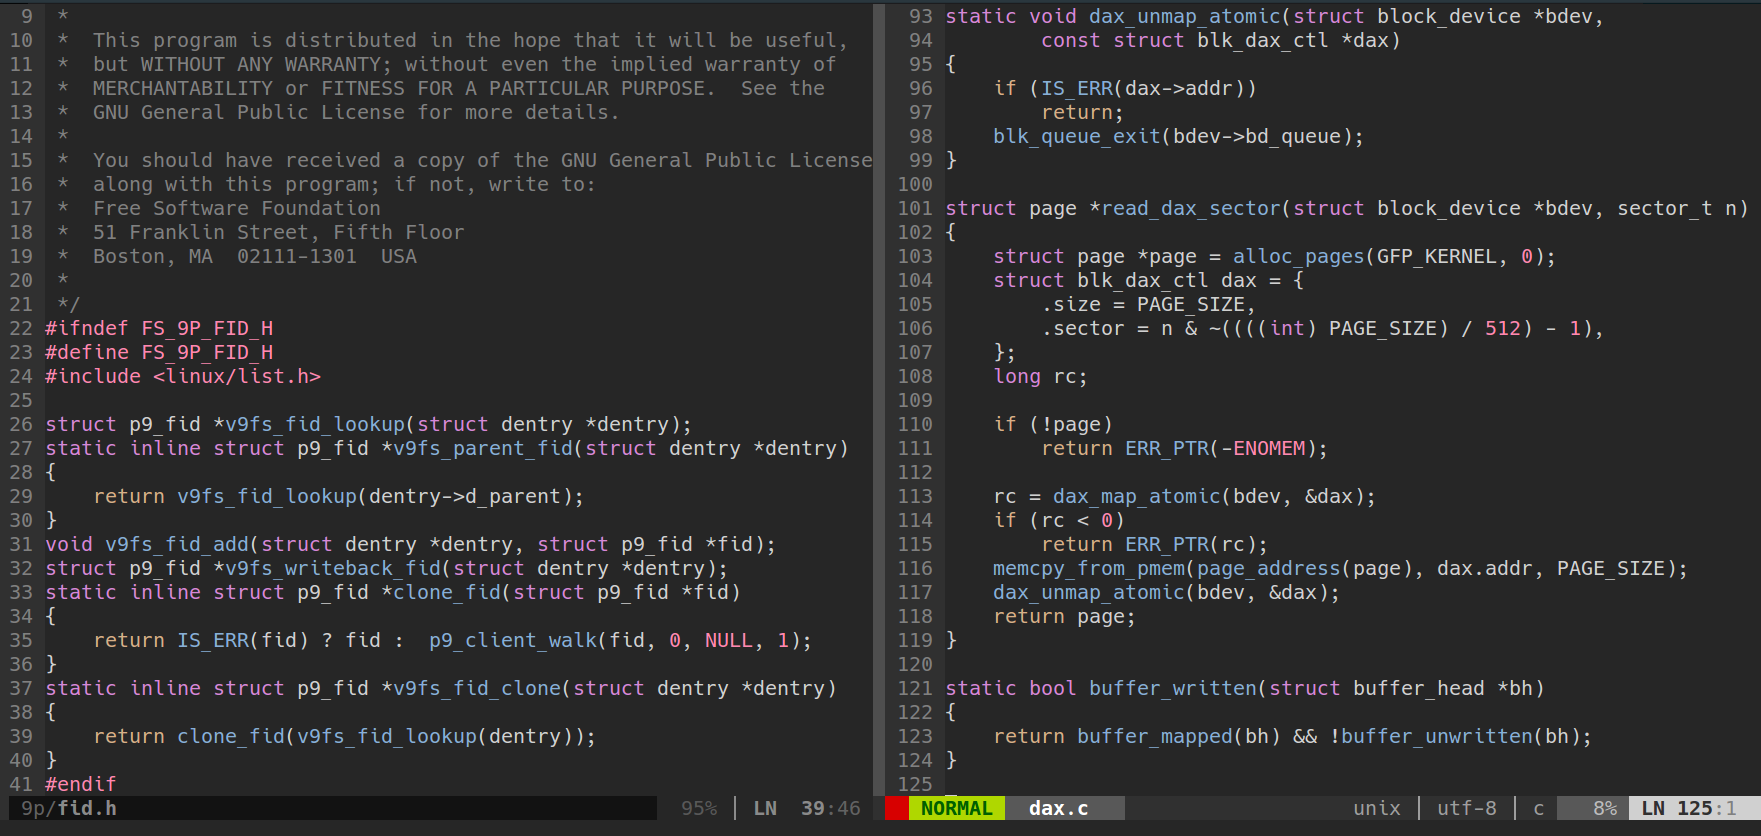 9  *
10  *  This program is distributed in the hope that it will be useful,
11  *  but WITHOUT ANY WARRANTY; without even the implied warranty of
12  *  MERCHANTABILITY or FITNESS FOR A PARTICULAR PURPOSE.  See the
13  *  GNU General Public License for more details.
14  *
15  *  You should have received a copy of the GNU General Public License
16  *  along with this program; if not, write to:
17  *  Free Software Foundation
18  *  51 Franklin Street, Fifth Floor
19  *  Boston, MA  02111-1301  USA
20  *
21  */
22 #ifndef FS_9P_FID_H
23 #define FS_9P_FID_H
24 #include <linux/list.h>
25
26 struct p9_fid *v9fs_fid_lookup(struct dentry *dentry);
27 static inline struct p9_fid *v9fs_parent_fid(struct dentry *dentry)
28 {
29     return v9fs_fid_lookup(dentry->d_parent);
30 }
31 void v9fs_fid_add(struct dentry *dentry, struct p9_fid *fid);
32 struct p9_fid *v9fs_writeback_fid(struct dentry *dentry);
33 static inline struct p9_fid *clone_fid(struct p9_fid *fid)
34 {
35     return IS_ERR(fid) ? fid :  p9_client_walk(fid, 0, NULL, 1);
36 }
37 static inline struct p9_fid *v9fs_fid_clone(struct dentry *dentry)
38 {
39     return clone_fid(v9fs_fid_lookup(dentry));
40 }
41 #endif
9p/fid.h 95% | LN 39:46
93 static void dax_unmap_atomic(struct block_device *bdev,
94         const struct blk_dax_ctl *dax)
95 {
96     if (IS_ERR(dax->addr))
97         return;
98     blk_queue_exit(bdev->bd_queue);
99 }
100
101 struct page *read_dax_sector(struct block_device *bdev, sector_t n)
102 {
103     struct page *page = alloc_pages(GFP_KERNEL, 0);
104     struct blk_dax_ctl dax = {
105         .size = PAGE_SIZE,
106         .sector = n & ~((((int) PAGE_SIZE) / 512) - 1),
107     };
108     long rc;
109
110     if (!page)
111         return ERR_PTR(-ENOMEM);
112
113     rc = dax_map_atomic(bdev, &dax);
114     if (rc < 0)
115         return ERR_PTR(rc);
116     memcpy_from_pmem(page_address(page), dax.addr, PAGE_SIZE);
117     dax_unmap_atomic(bdev, &dax);
118     return page;
119 }
120
121 static bool buffer_written(struct buffer_head *bh)
122 {
123     return buffer_mapped(bh) && !buffer_unwritten(bh);
124 }
125
NORMAL dax.c unix | utf-8 | c 8% LN 125:1